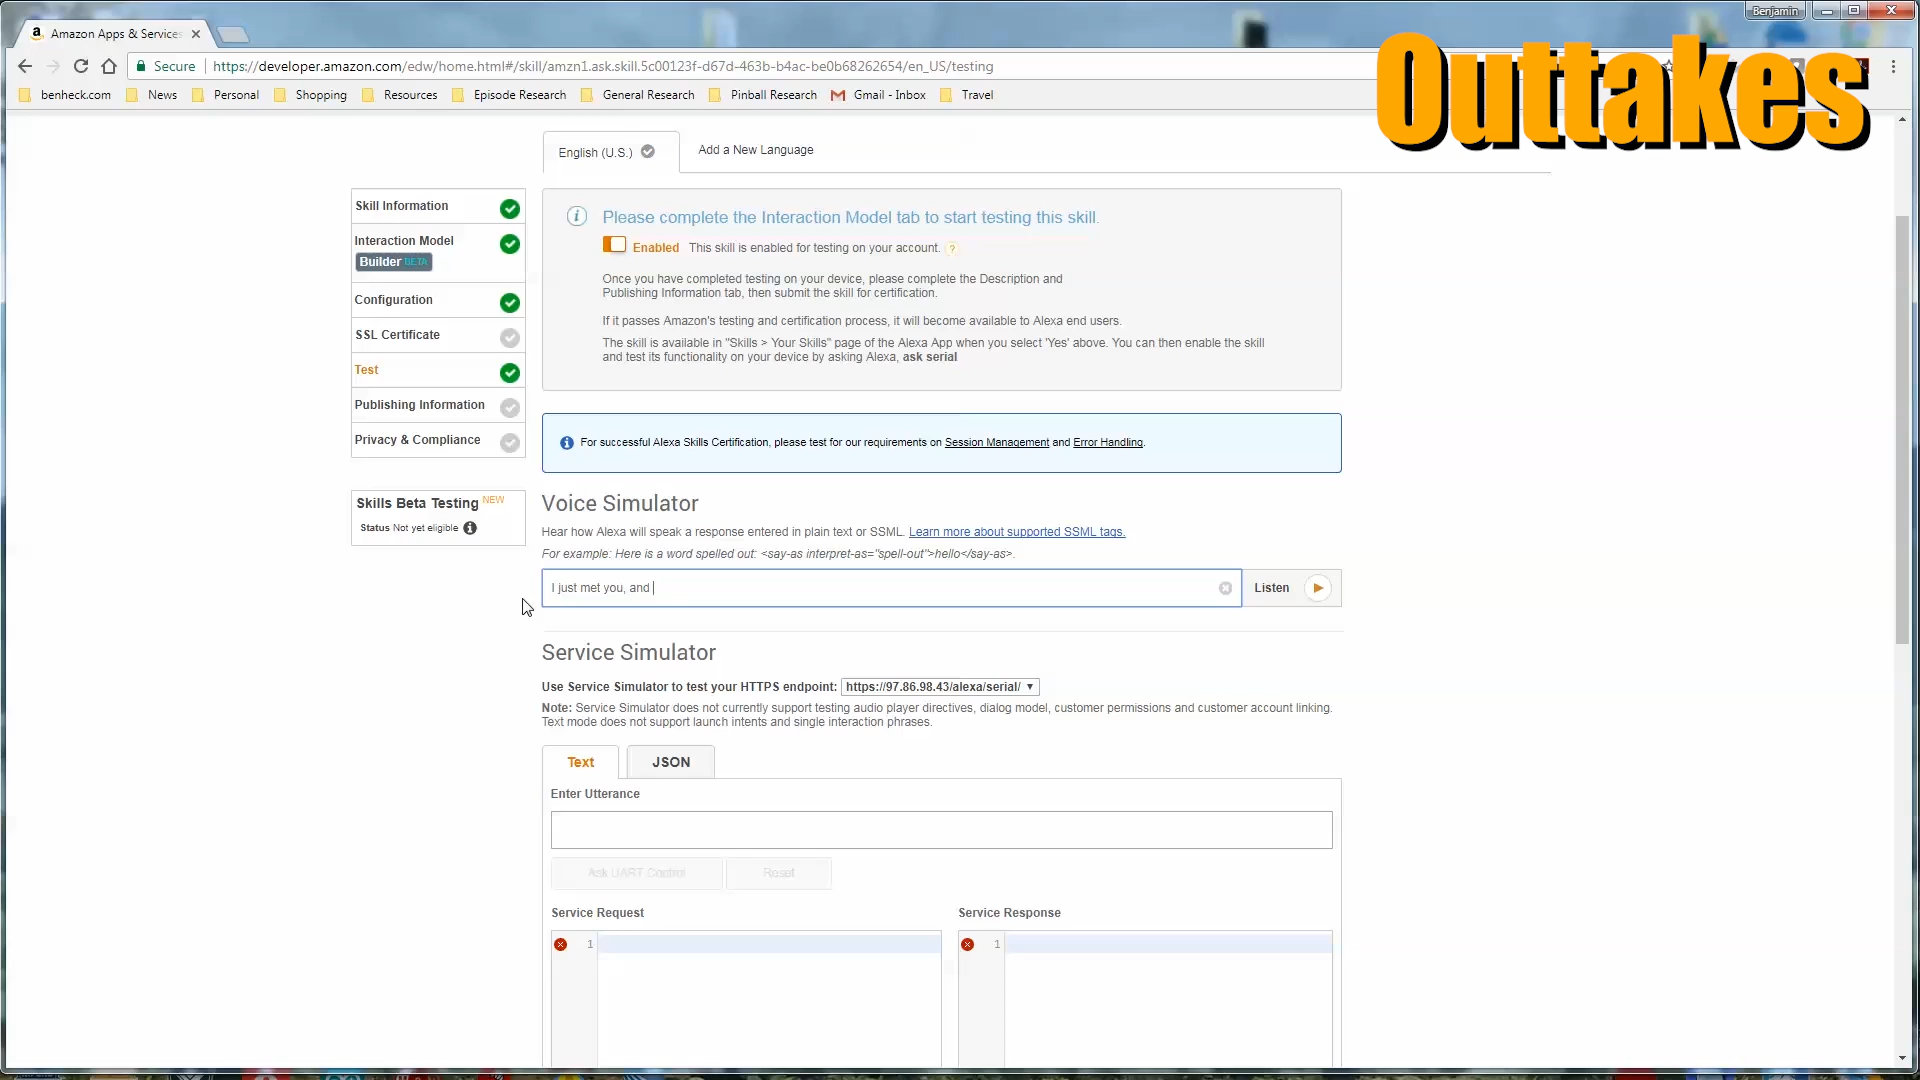 Benjamin
Amazon Apps & Services
Secure https://developer.amazon.com/edw/home.html#/skill/amzn1.ask.skill.5c00123f-d67d-463b-b4ac-be0b68262654/en_US/testing
benheck.com News Personal Shopping Resources Episode Research General Research Pinball Research Gmail - Inbox Travel
Outtakes
English (U.S.) Add a New Language
Skill Information
Interaction Model
Builder BETA
Configuration
SSL Certificate
Test
Publishing Information
Privacy & Compliance
Skills Beta Testing NEW
Status Not yet eligible
Please complete the Interaction Model tab to start testing this skill.
Enabled This skill is enabled for testing on your account. ?
Once you have completed testing on your device, please complete the Description and
Publishing Information tab, then submit the skill for certification.
If it passes Amazon's testing and certification process, it will become available to Alexa end users.
The skill is available in "Skills > Your Skills" page of the Alexa App when you select 'Yes' above. You can then enable the skill
and test its functionality on your device by asking Alexa, ask serial
For successful Alexa Skills Certification, please test for our requirements on Session Management and Error Handling.
Voice Simulator
Hear how Alexa will speak a response entered in plain text or SSML. Learn more about supported SSML tags.
For example: Here is a word spelled out: <say-as interpret-as="spell-out">hello</say-as>.
I just met you, and
Listen
Service Simulator
Use Service Simulator to test your HTTPS endpoint: https://97.86.98.43/alexa/serial/
Note: Service Simulator does not currently support testing audio player directives, dialog model, customer permissions and customer account linking.
Text mode does not support launch intents and single interaction phrases.
Text JSON
Enter Utterance
Ask UART Control Reset
Service Request Service Response
1 1